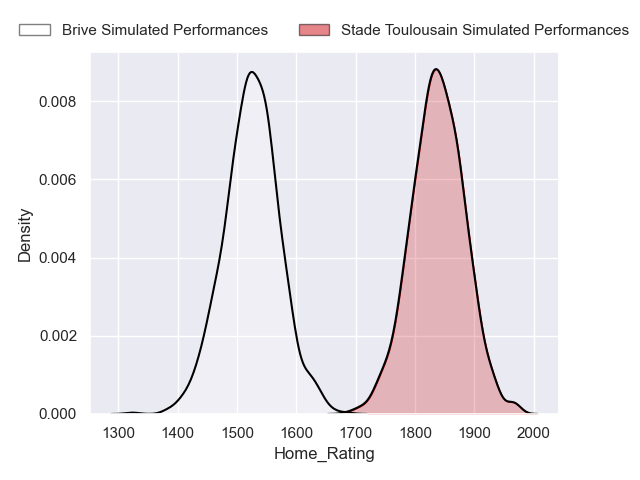 Brive Simulated Performances
Stade Toulousain Simulated Performances
0.008
0.006
0.004
0.002
0.000
Density
1300 1400 1500 1600 1700 1800 1900 2000
Home_Rating